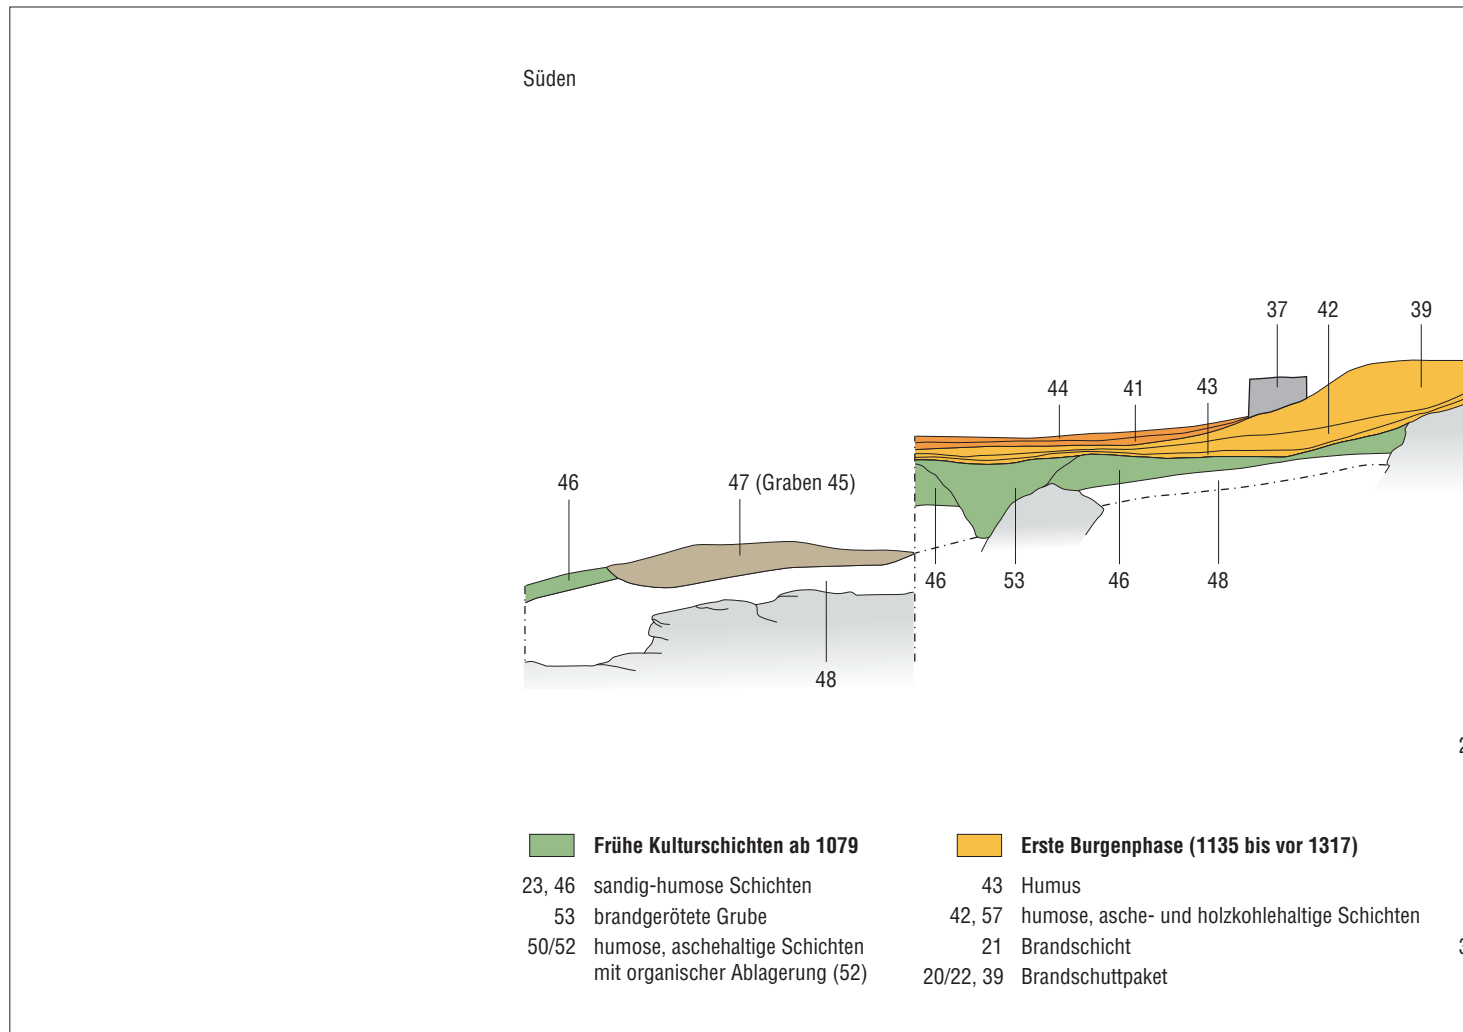 Süden
37 42 39
44 41 43
46 47 (Graben 45)
46 53 46 48
48
Frühe Kulturschichten ab 1079
23, 46 sandig-humose Schichten
53 brandgerötete Grube
50/52 humose, aschehaltige Schichten
mit organischer Ablagerung (52)
Erste Burgenphase (1135 bis vor 1317)
43 Humus
42, 57 humose, asche- und holzkohlehaltige Schichten
21 Brandschicht
20/22, 39 Brandschuttpaket